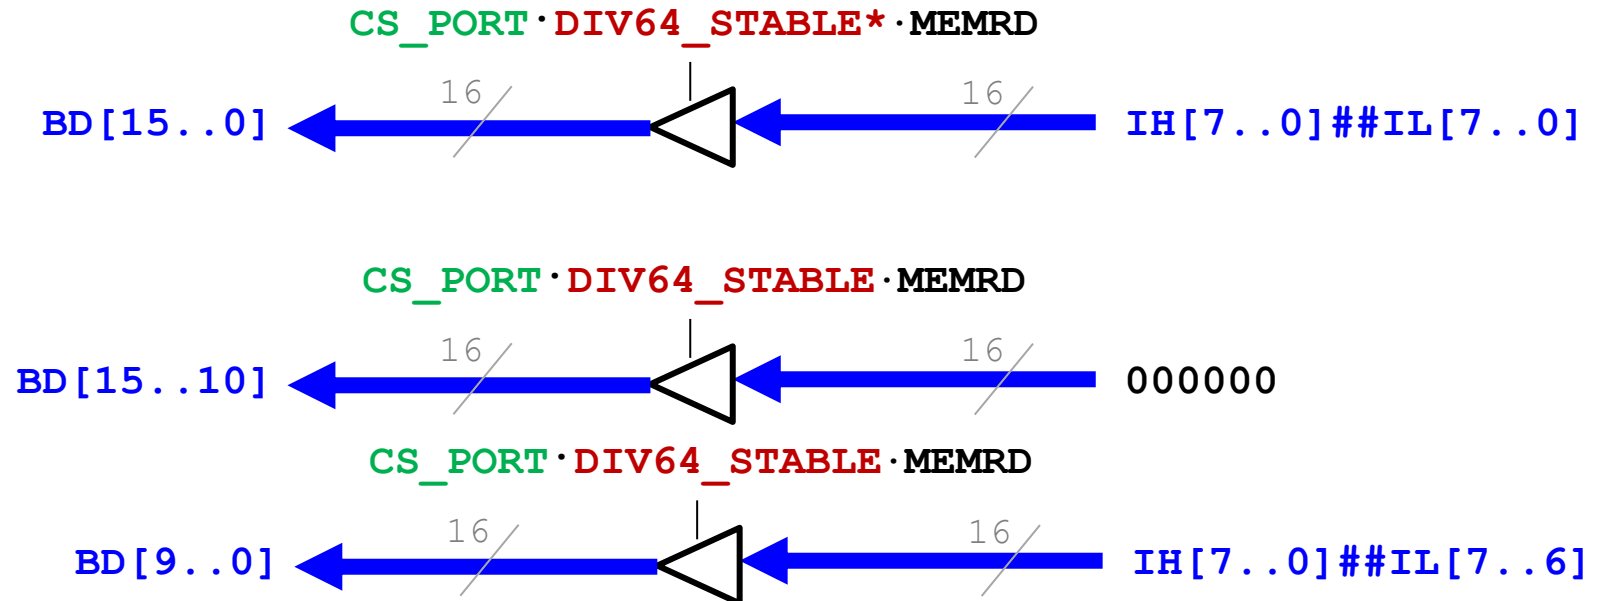 CS_PORT·DIV64_STABLE*·MEMRD
16 16
BD[15..0] IH[7..0]##IL[7..0]
CS_PORT·DIV64_STABLE·MEMRD
16 16
BD[15..10] 000000
CS_PORT·DIV64_STABLE·MEMRD
16 16
BD[9..0] IH[7..0]##IL[7..6]